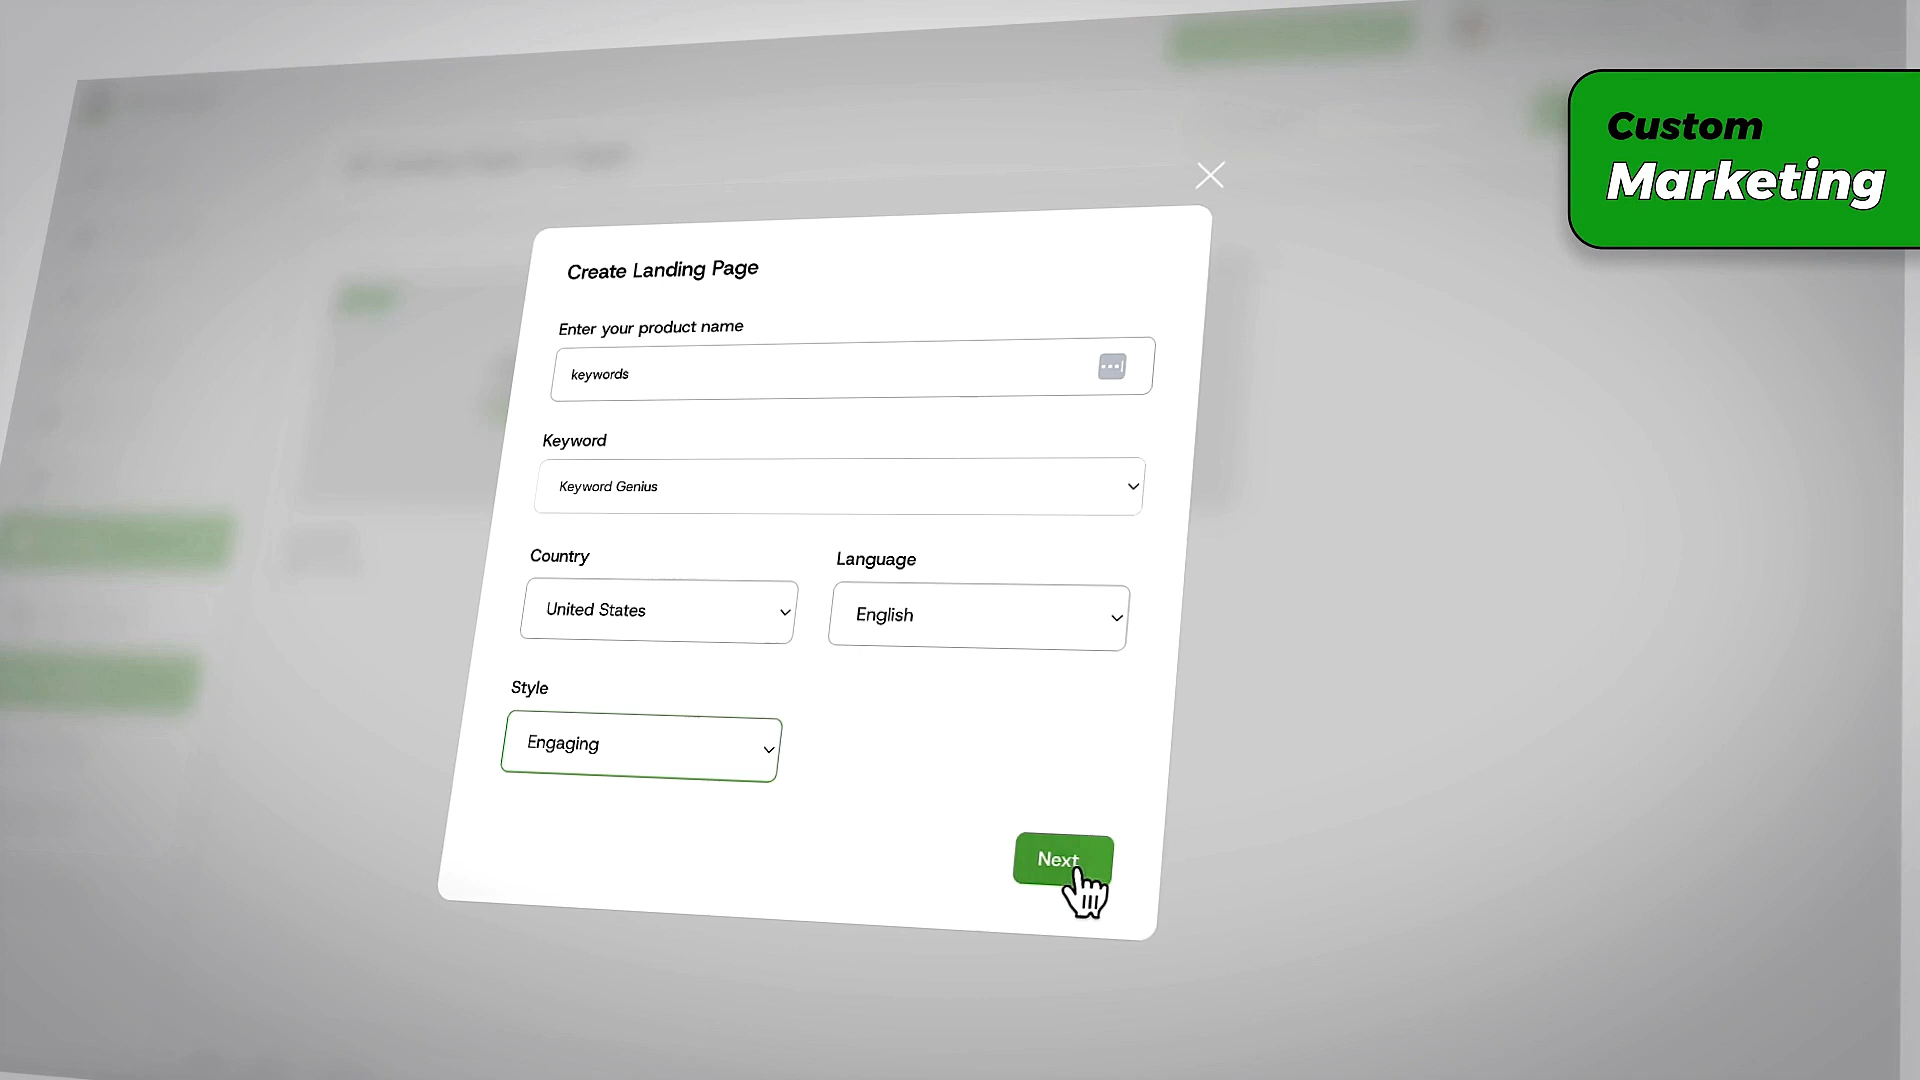 Custom
Marketing
Create Landing Page
Enter your product name
keywords
Keyword
Keyword Genius
Country
Language
United States
English
Style
Engaging
Next